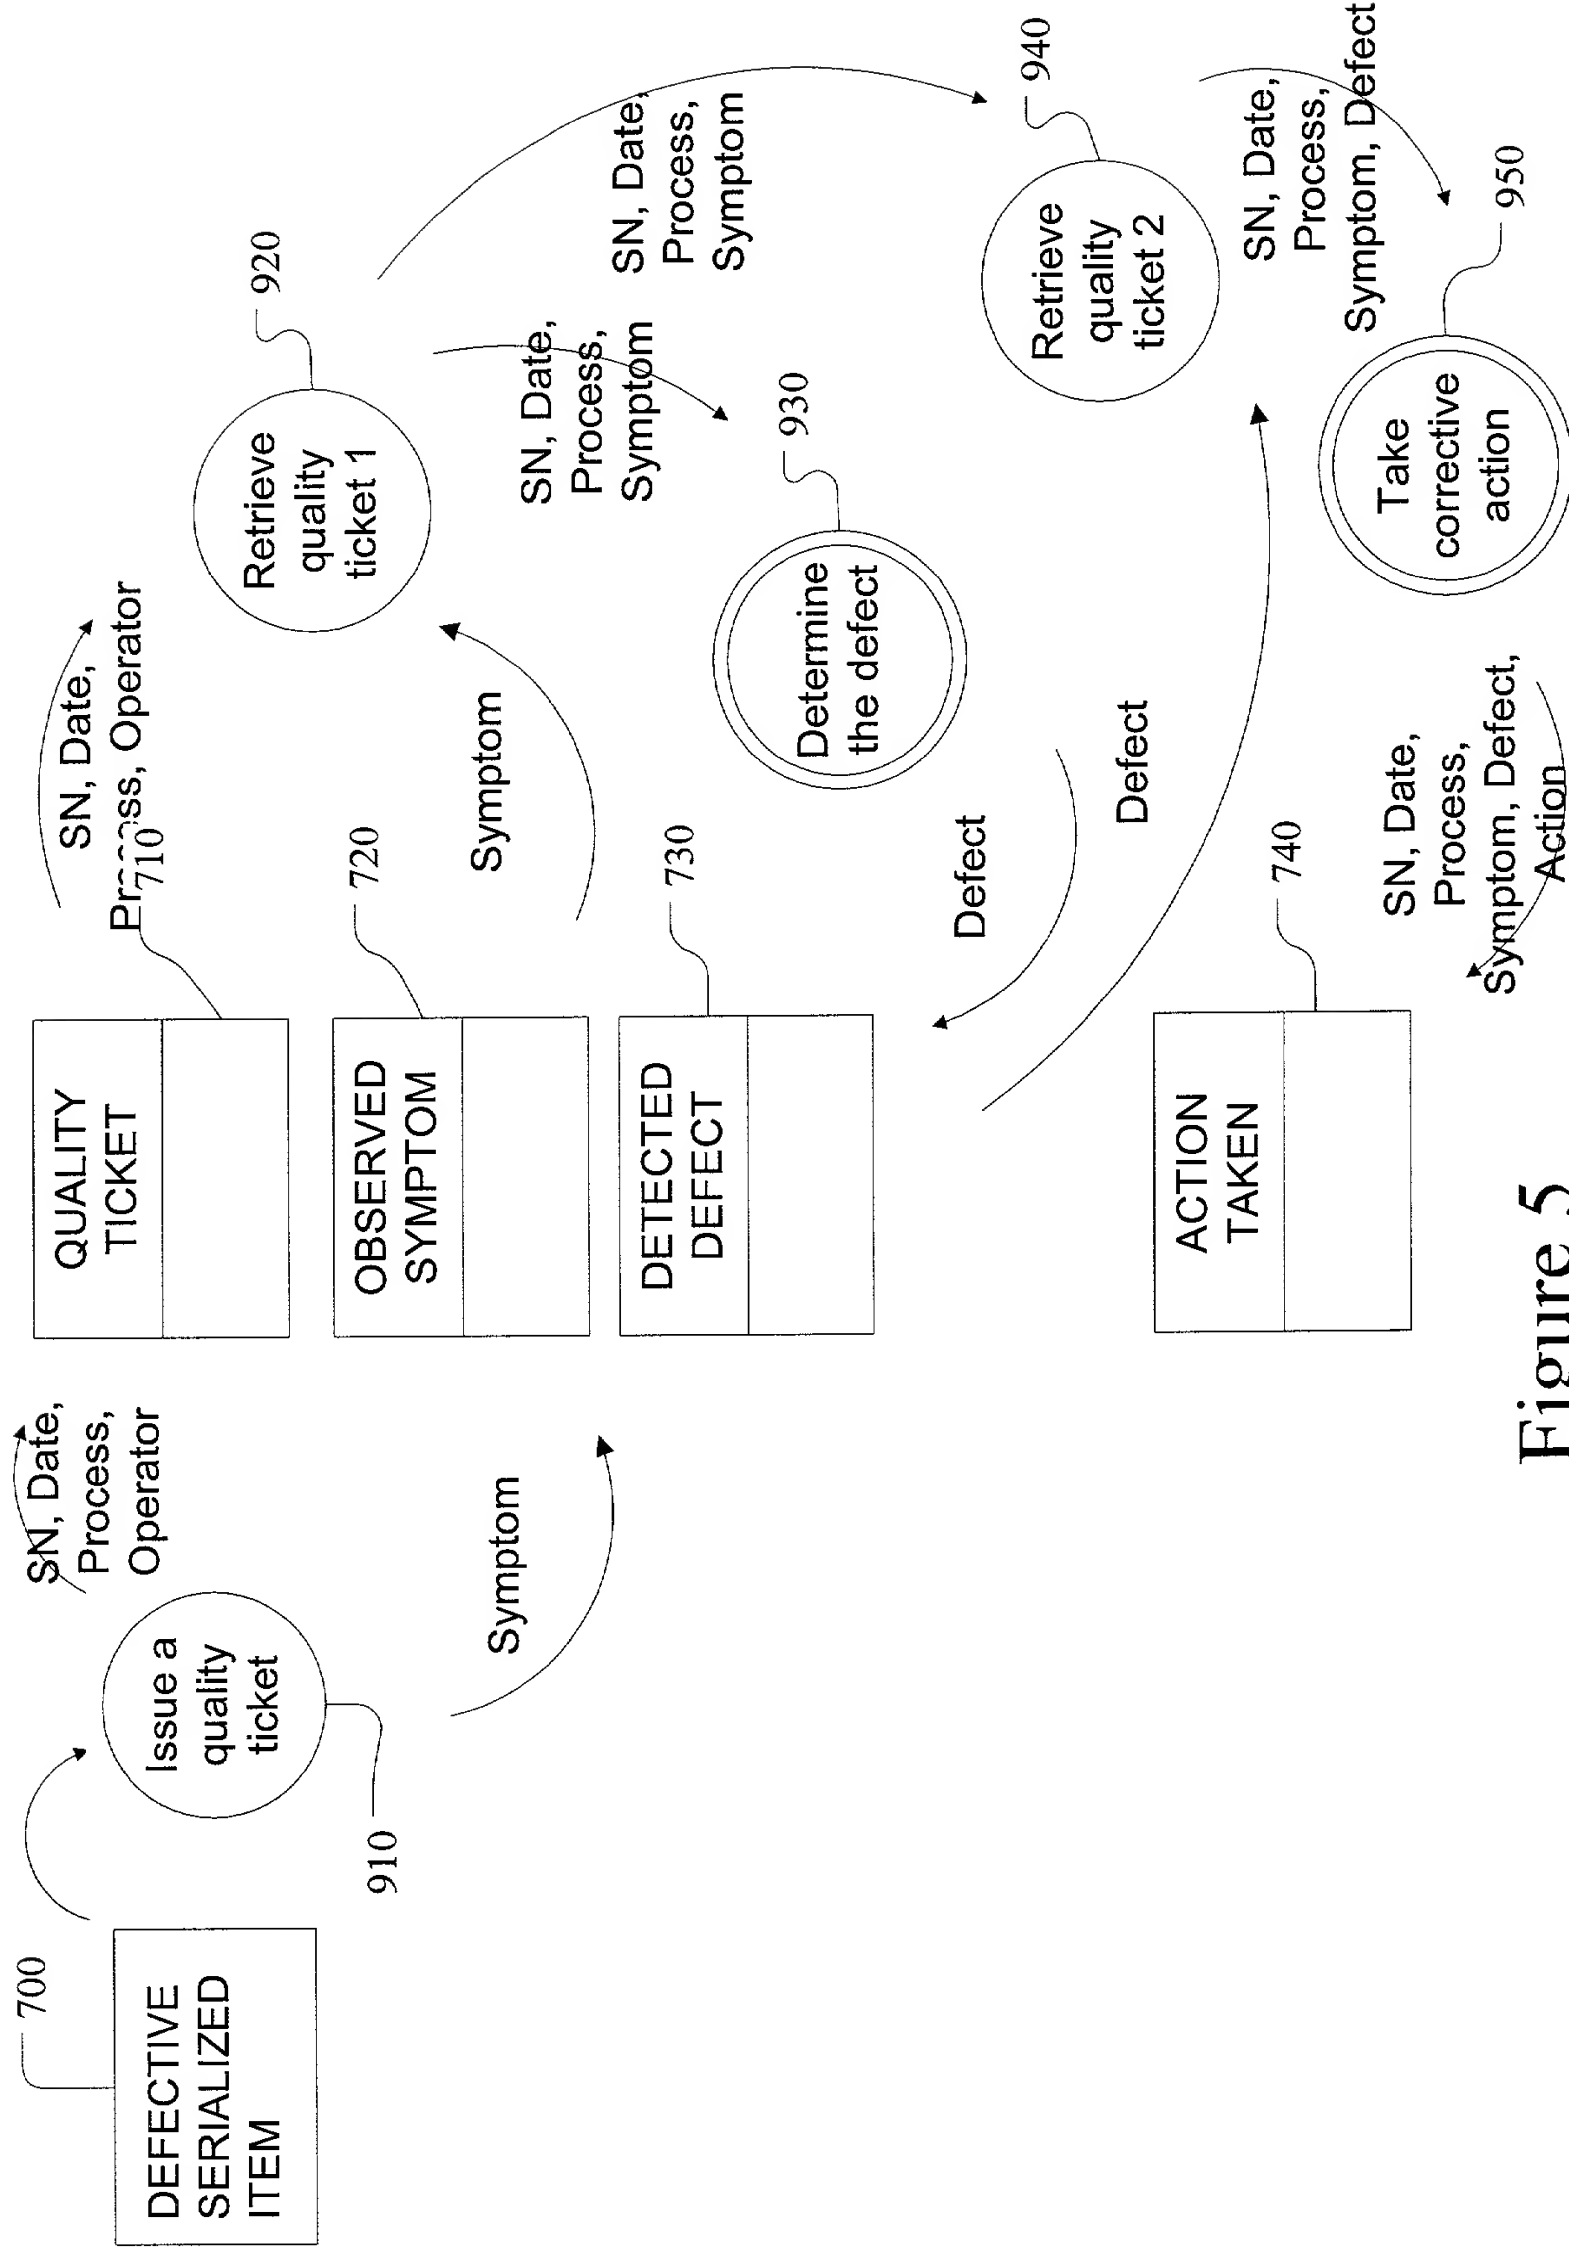 700
DEFECTIVE
SERIALIZED
ITEM
Issue a
quality
ticket
910
SN, Date,
Process,
Operator
Symptom
QUALITY
TICKET
710
OBSERVED
SYMPTOM
720
DETECTED
DEFECT
730
ACTION
TAKEN
740
SN, Date,
Process, Operator
Symptom
Defect
Defect
SN, Date,
Process,
Symptom, Defect,
Action
Retrieve
quality
ticket 1
920
Determine
the defect
930
SN, Date,
Process,
Symptom
SN, Date,
Process,
Symptom
Retrieve
quality
ticket 2
940
SN, Date,
Process,
Symptom, Defect
Take
corrective
action
950
Figure 5